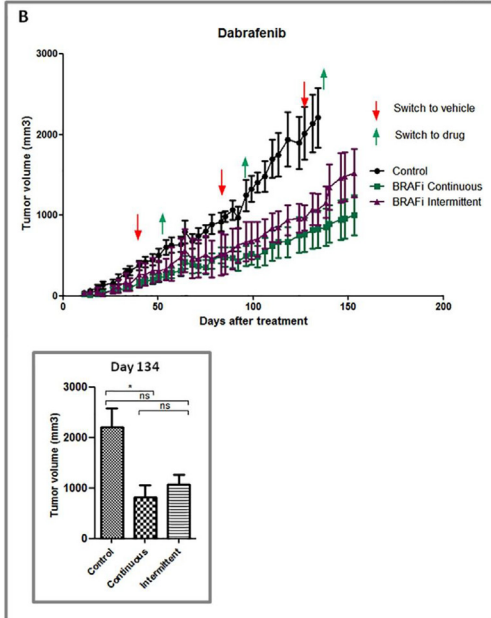 B
Dabrafenib
Tumor volume (mm3)
3000
2000
1000
0
0
50
100
150
200
Days after treatment
Switch to vehicle
Switch to drug
Control
BRAFi Continuous
BRAFi Intermittent
Day 134
Tumor volume (mm3)
3000
2000
1000
0
*
ns
ns
Control
Continuous
Intermittent